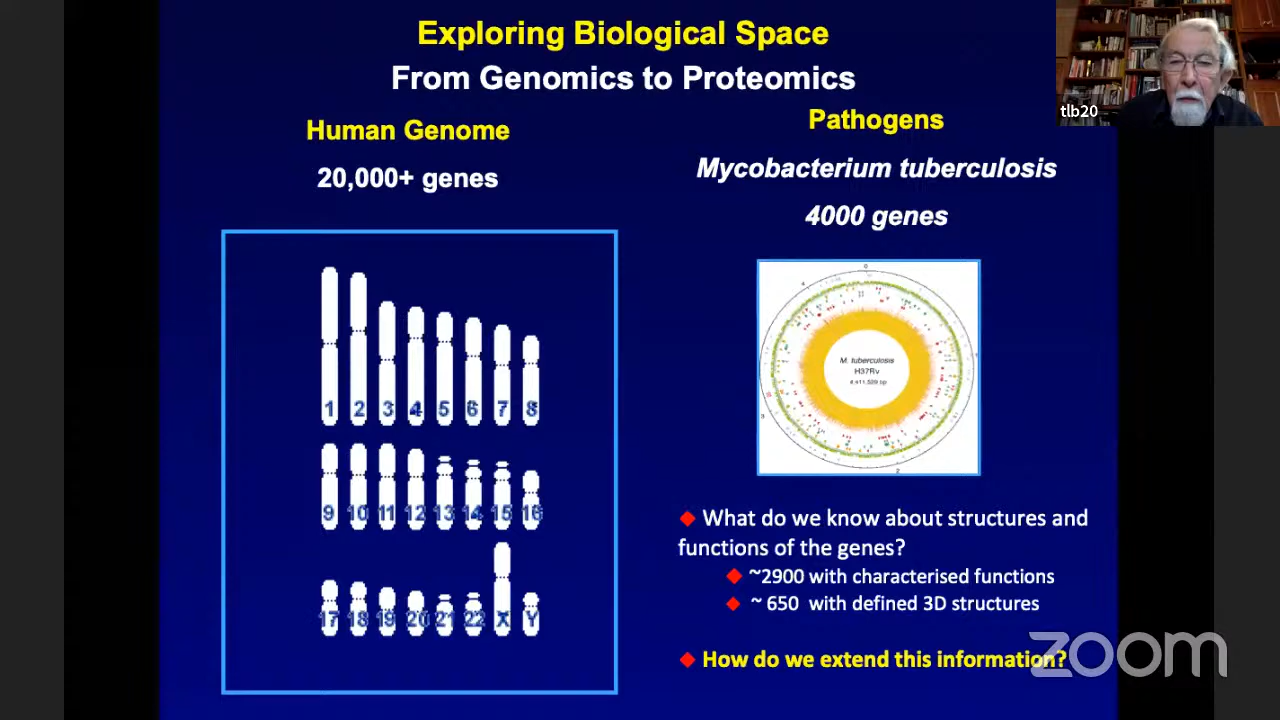 Exploring Biological Space
From Genomics to Proteomics
tlb20
Human Genome
20,000+ genes
1 2 3 4 5 6 7 8
9 10 11 12 13 14 15 16
17 18 19 20 21 22 X Y
Pathogens
Mycobacterium tuberculosis
4000 genes
M. tuberculosis
H37Rv
4,411,529 bp
What do we know about structures and
functions of the genes?
~2900 with characterised functions
~ 650 with defined 3D structures
How do we extend this information?
zoom